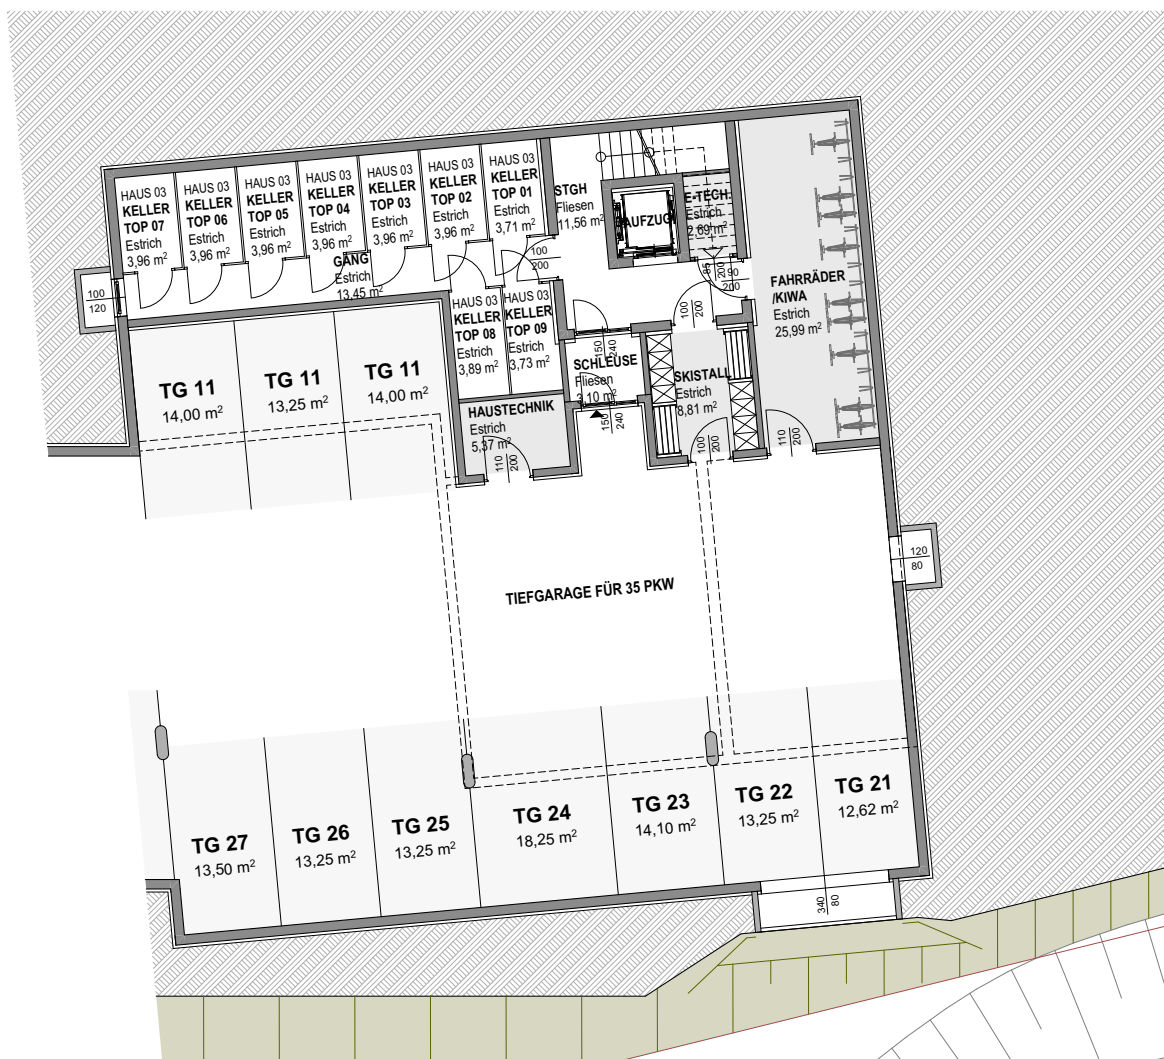 HAUS 03
KELLER
TOP 07
Estrich
3,96 m²
HAUS 03
KELLER
TOP 06
Estrich
3,96 m²
HAUS 03
KELLER
TOP 05
Estrich
3,96 m²
HAUS 03
KELLER
TOP 04
Estrich
3,96 m²
HAUS 03
KELLER
TOP 03
Estrich
3,96 m²
HAUS 03
KELLER
TOP 02
Estrich
3,96 m²
HAUS 03
KELLER
TOP 01
Estrich
3,71 m²
STGH
Fliesen
11,56 m²
AUFZUG
E-TECH.
Estrich
2,69 m²
GANG
Estrich
13,45 m²
100
200
85
200
90
200
FAHRRÄDER
/KIWA
Estrich
25,99 m²
100
120
HAUS 03
KELLER
TOP 08
Estrich
3,89 m²
HAUS 03
KELLER
TOP 09
Estrich
3,73 m²
100
200
150
240
SCHLEUSE
Fliesen
3,10 m²
SKISTALL
Estrich
8,81 m²
TG 11
14,00 m²
TG 11
13,25 m²
TG 11
14,00 m²
HAUSTECHNIK
Estrich
5,37 m²
150
240
110
200
100
200
110
200
120
80
TIEFGARAGE FÜR 35 PKW
TG 27
13,50 m²
TG 26
13,25 m²
TG 25
13,25 m²
TG 24
18,25 m²
TG 23
14,10 m²
TG 22
13,25 m²
TG 21
12,62 m²
340
80